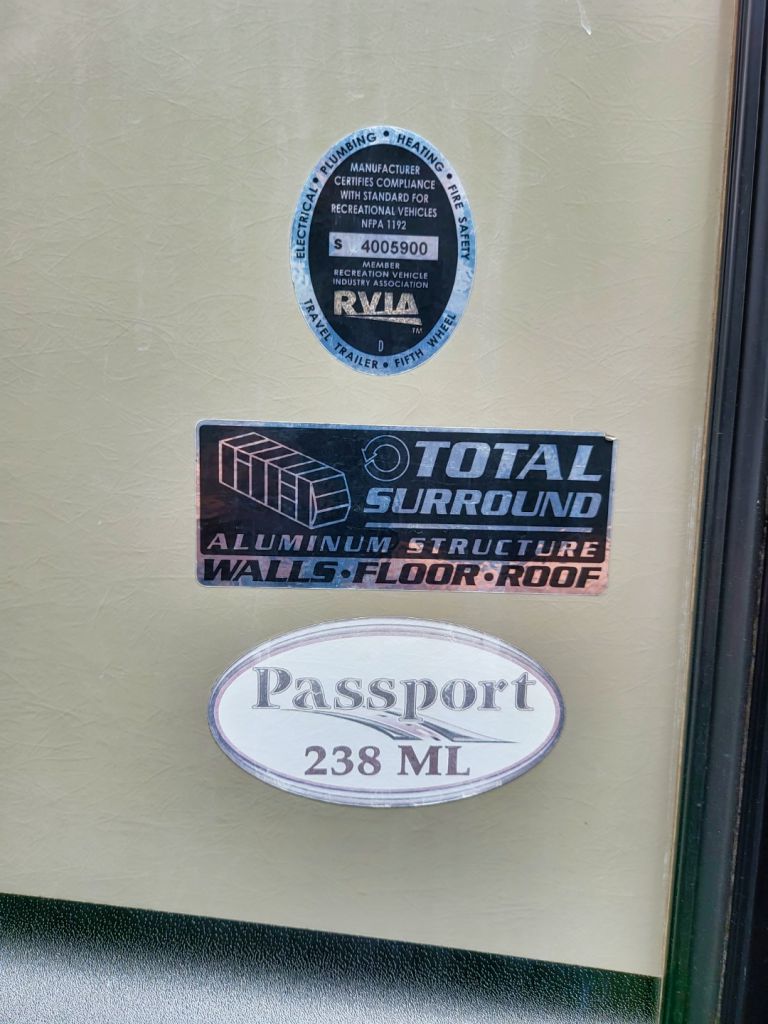 ELECTRICAL • PLUMBING • HEATING • FIRE SAFETY
MANUFACTURER
CERTIFIES COMPLIANCE
WITH STANDARD FOR
RECREATIONAL VEHICLES
NFPA 1192
S 4005900
MEMBER
RECREATION VEHICLE
INDUSTRY ASSOCIATION
RVIA
TM
D
TRAVEL TRAILER • FIFTH WHEEL
TOTAL
SURROUND
ALUMINUM STRUCTURE
WALLS•FLOOR•ROOF
Passport
238 ML